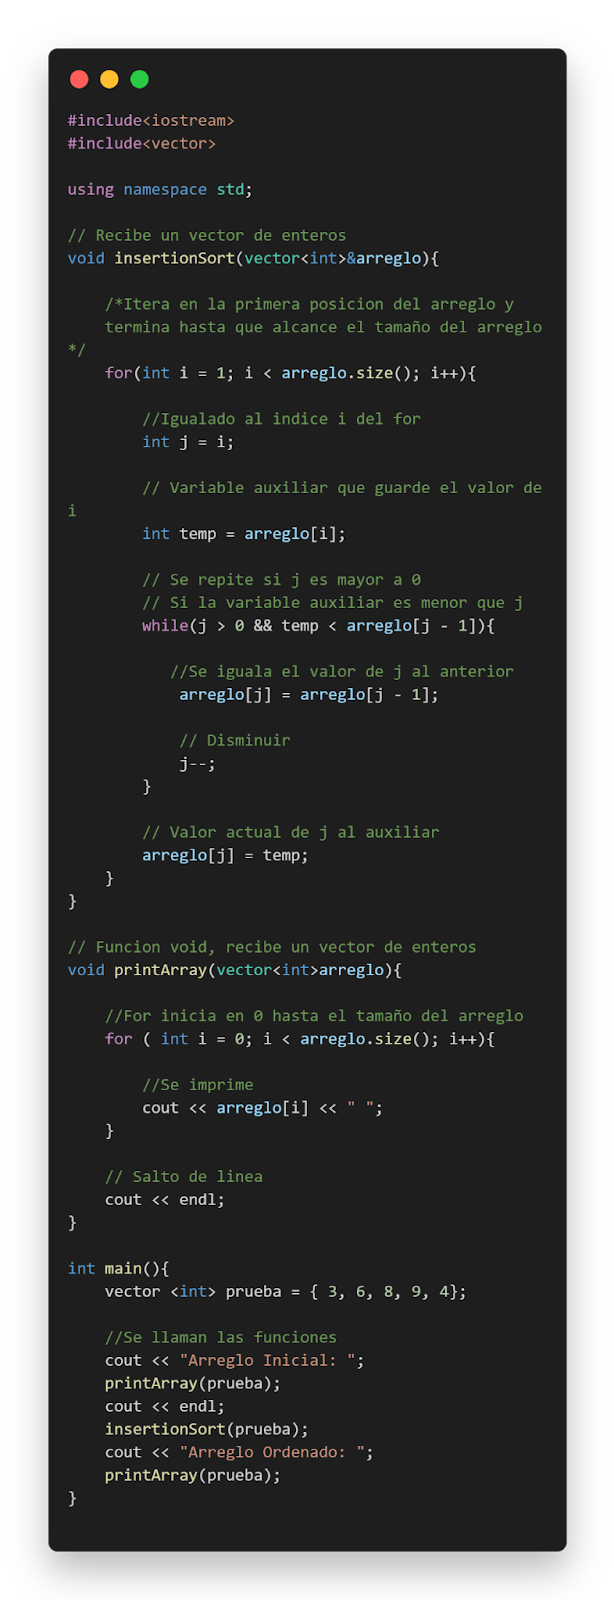 #include<iostream>
#include<vector>
using namespace std;
// Recibe un vector de enteros
void insertionSort(vector<int>&arreglo){
/*Itera en la primera posicion del arreglo y
termina hasta que alcance el tamaño del arreglo
*/
for(int i = 1; i < arreglo.size(); i++){
//Igualado al indice i del for
int j = i;
// Variable auxiliar que guarde el valor de
i
int temp = arreglo[i];
// Se repite si j es mayor a 0
// Si la variable auxiliar es menor que j
while(j > 0 && temp < arreglo[j - 1]){
//Se iguala el valor de j al anterior
arreglo[j] = arreglo[j - 1];
// Disminuir
j--;
}
// Valor actual de j al auxiliar
arreglo[j] = temp;
}
}
// Funcion void, recibe un vector de enteros
void printArray(vector<int>arreglo){
//For inicia en 0 hasta el tamaño del arreglo
for ( int i = 0; i < arreglo.size(); i++){
//Se imprime
cout << arreglo[i] << " ";
}
// Salto de linea
cout << endl;
}
int main(){
vector <int> prueba = { 3, 6, 8, 9, 4};
//Se llaman las funciones
cout << "Arreglo Inicial: ";
printArray(prueba);
cout << endl;
insertionSort(prueba);
cout << "Arreglo Ordenado: ";
printArray(prueba);
}